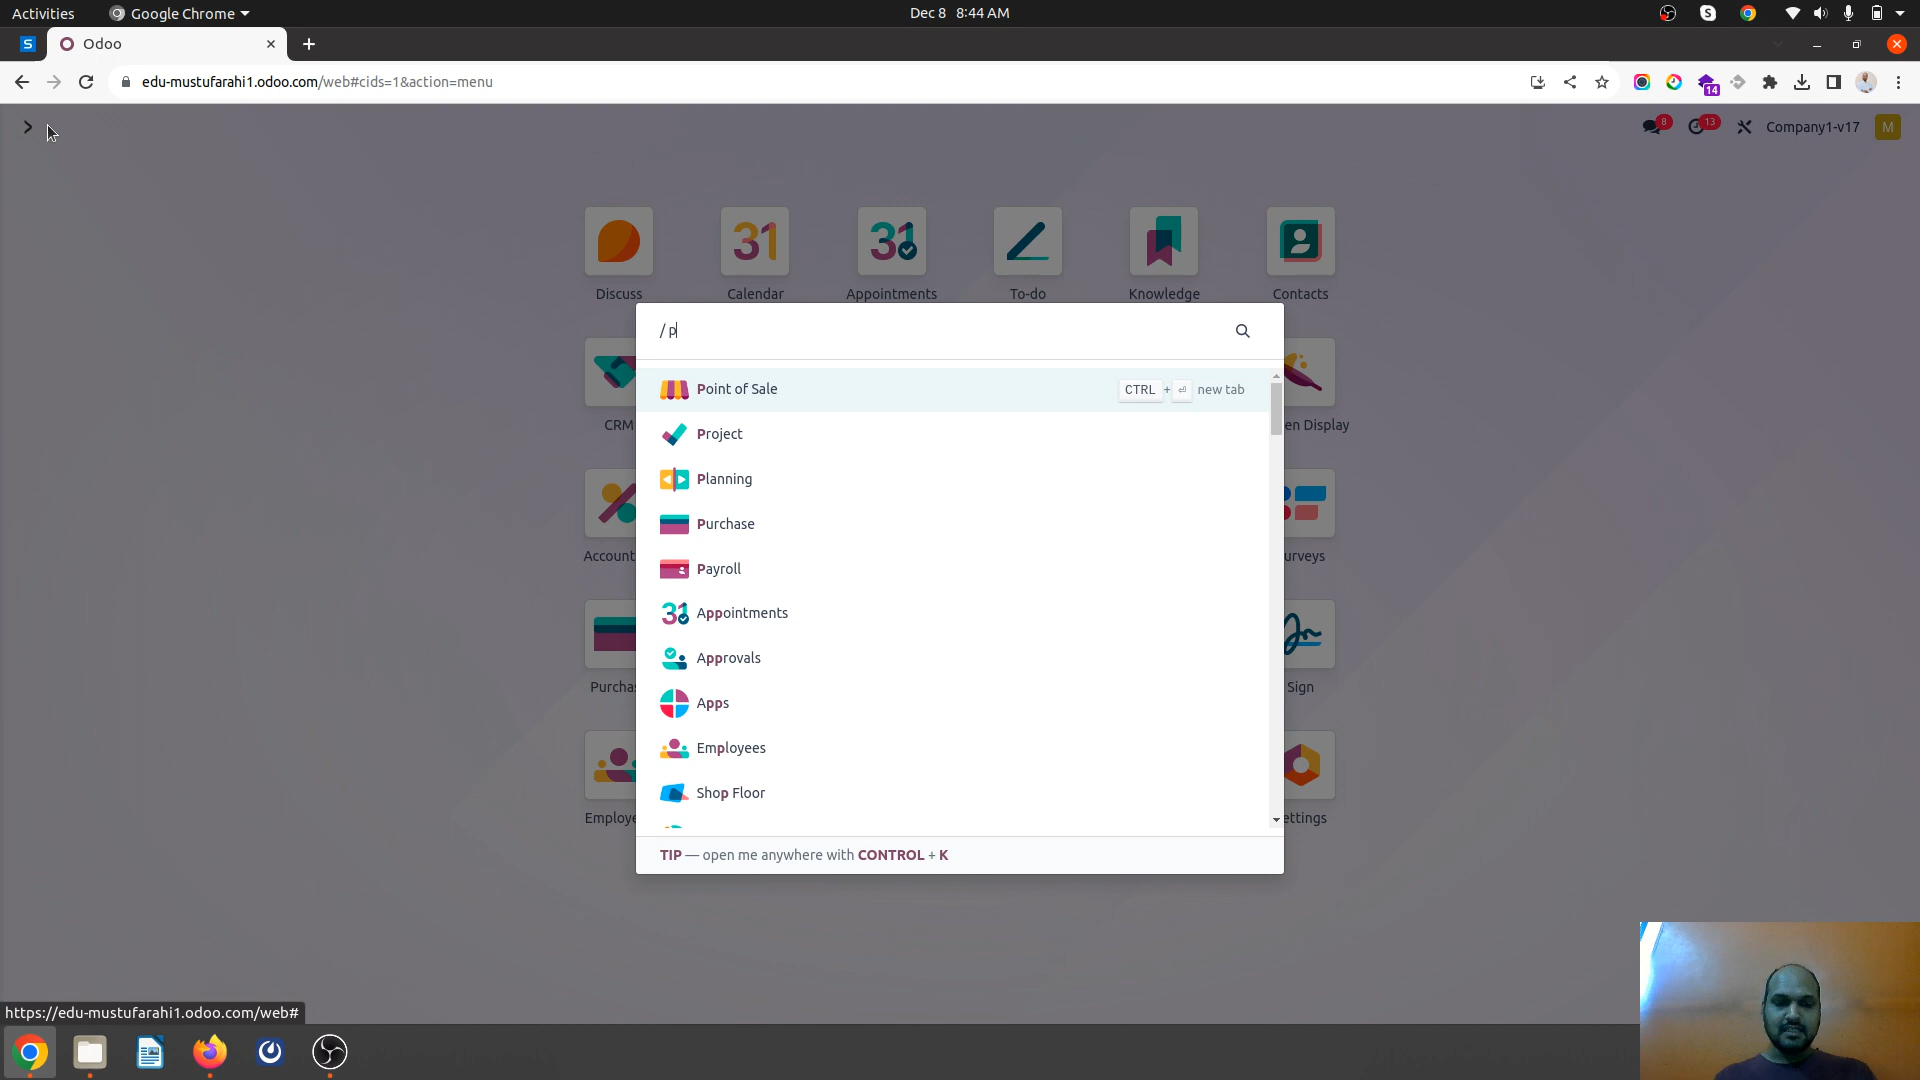 Activities
Google Chrome
Dec 8 8:44 AM
Odoo
edu-mustufarahi1.odoo.com/web#cids=1&action=menu
14
8
13
Company1-v17
M
Discuss
Calendar
Appointments
To-do
Knowledge
Contacts
/ p
Point of Sale
CTRL + ⏎ new tab
Project
Planning
Purchase
Payroll
Appointments
Approvals
Apps
Employees
Shop Floor
TIP — open me anywhere with CONTROL + K
CRM
en Display
Account
urveys
Purchas
Sign
Employe
ettings
https://edu-mustufarahi1.odoo.com/web#